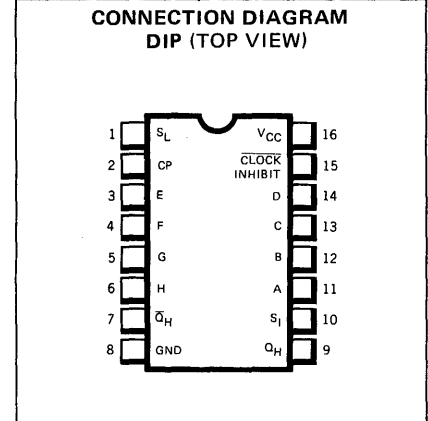 CONNECTION DIAGRAM
DIP (TOP VIEW)
1 S_L V_CC 16
2 CP C̅L̅O̅C̅K̅ INHIBIT 15
3 E D 14
4 F C 13
5 G B 12
6 H A 11
7 Q̅_H S_I 10
8 GND Q_H 9